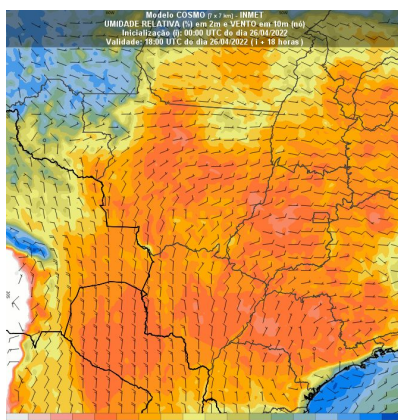 Modelo COSMO (7 x 7 km) - INMET
UMIDADE RELATIVA (%) em 2m e VENTO em 10m (nó)
Inicialização (i): 00:00 UTC do dia 26/04/2022
Validade: 18:00 UTC do dia 26/04/2022 ( I + 18 horas )